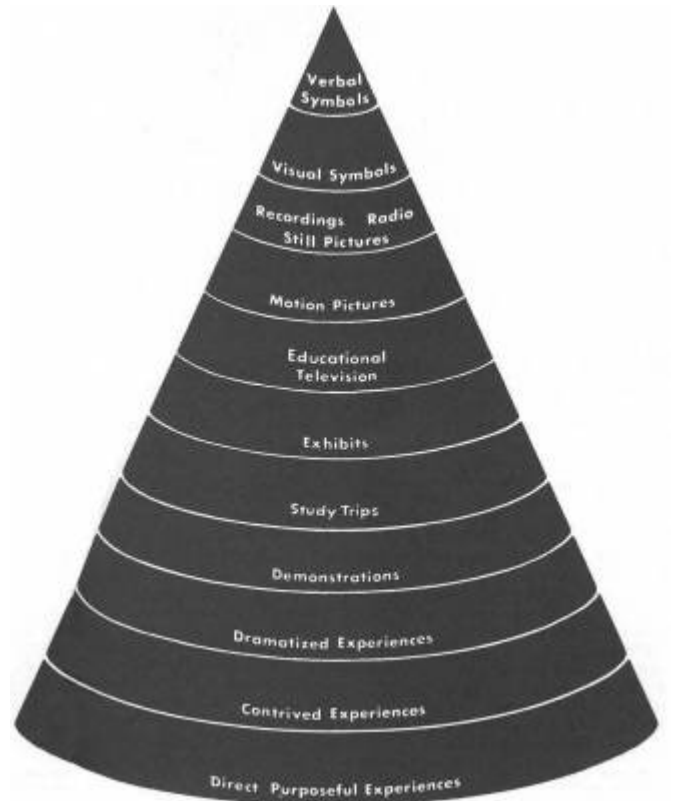 Verbal
Symbols
Visual Symbols
Recordings Radio
Still Pictures
Motion Pictures
Educational
Television
Exhibits
Study Trips
Demonstrations
Dramatized Experiences
Contrived Experiences
Direct Purposeful Experiences